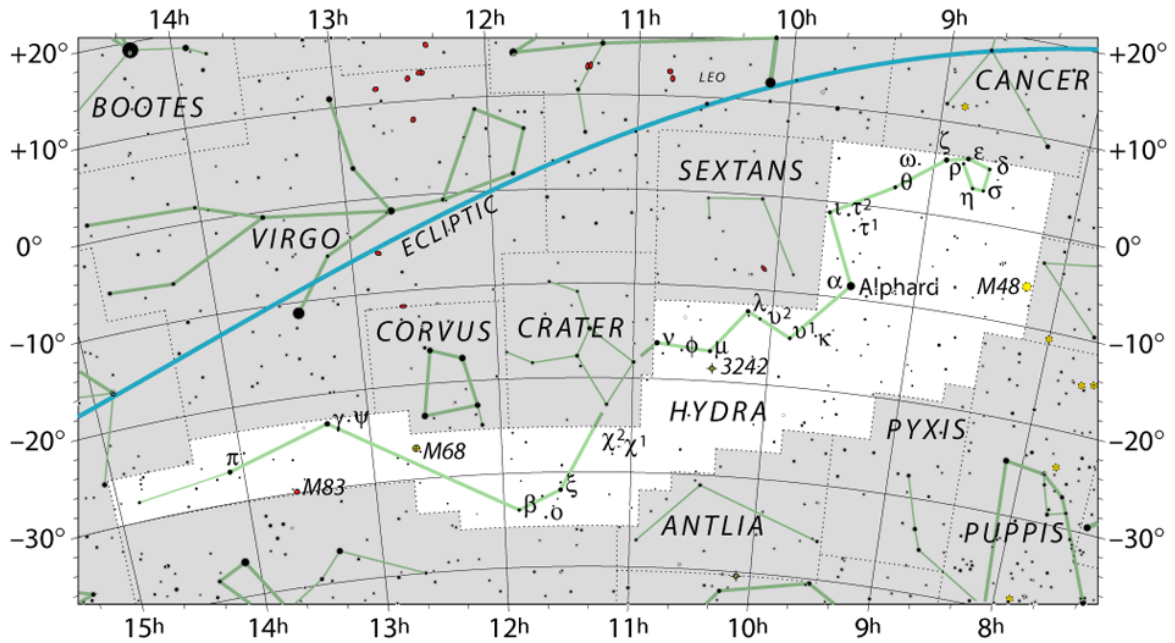 14h 13h 12h 11h 10h 9h
+20° LEO CANCER +20°
BOOTES
+10° SEXTANS ω ζ ρ ε δ +10°
θ η σ
0° VIRGO ECLIPTIC ι τ² τ¹ 0°
α Alphard M48
−10° CORVUS CRATER λ υ² υ¹ κ −10°
ν φ μ
3242
HYDRA PYXIS
−20° γ ψ χ² χ¹ −20°
π M68
M83 ξ
β ο
−30° ANTLIA PUPPIS −30°
15h 14h 13h 12h 11h 10h 9h 8h